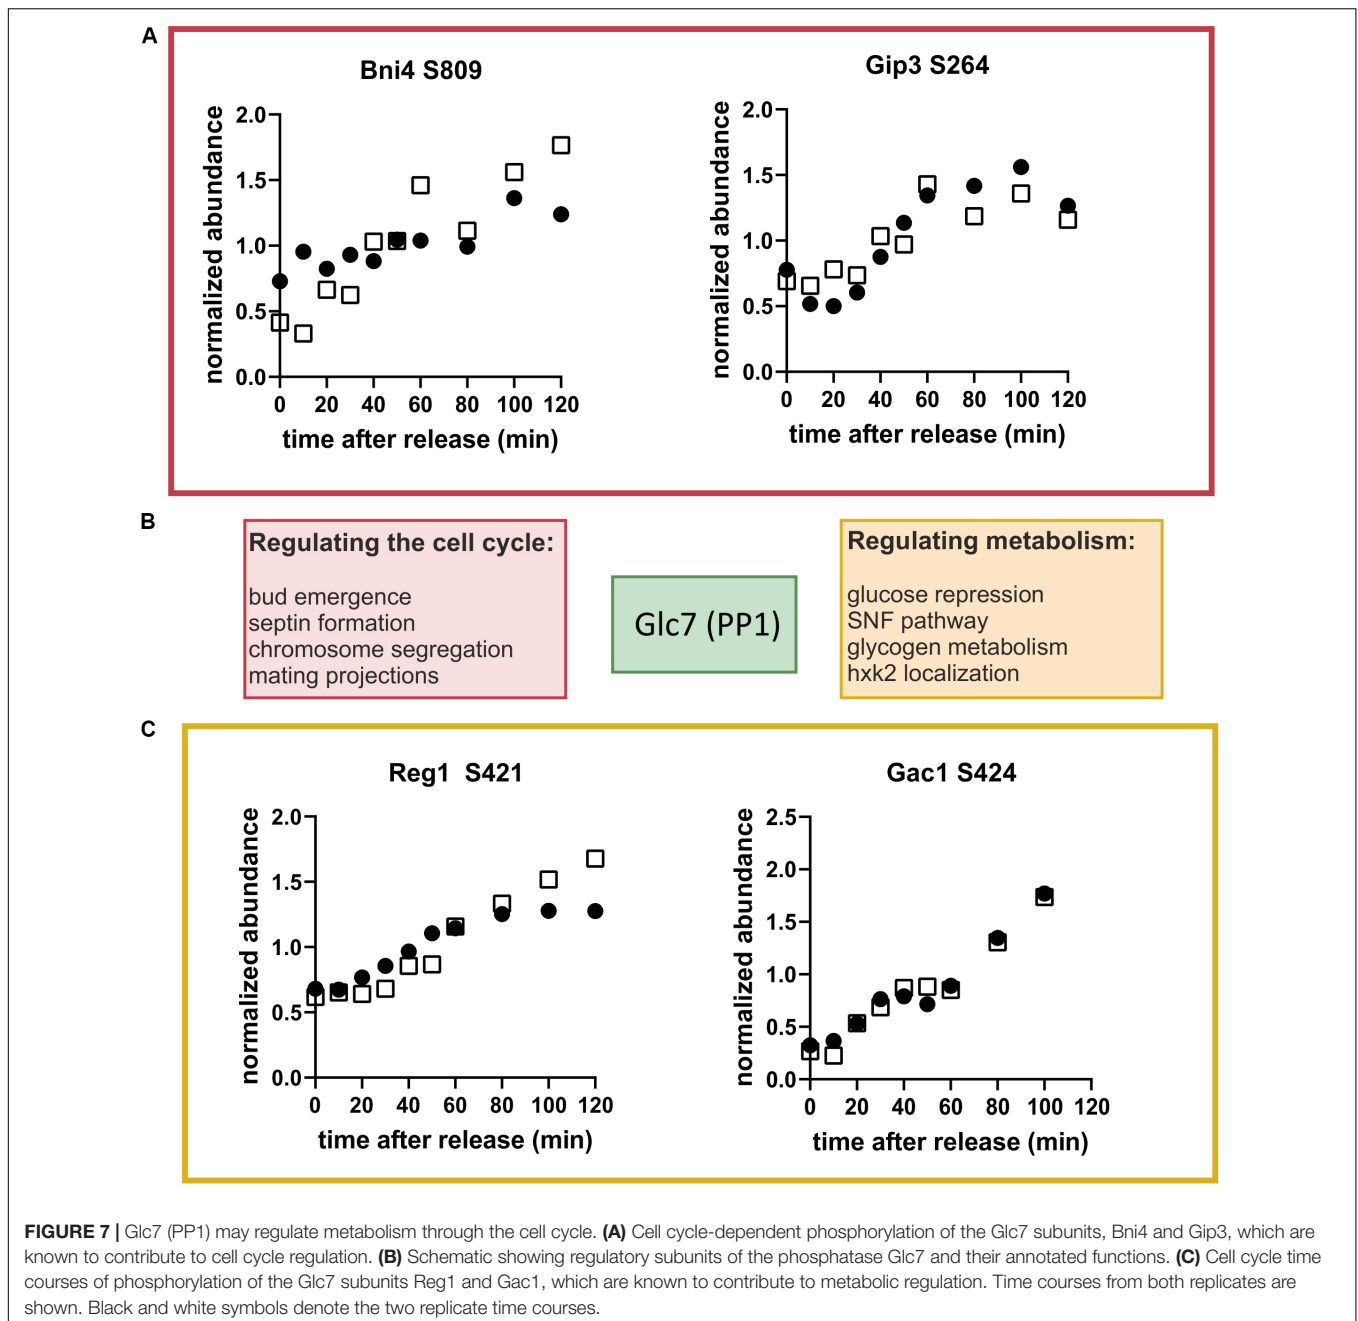 A
Bni4 S809
normalized abundance
2.0
1.5
1.0
0.5
0.0
0 20 40 60 80 100 120
time after release (min)
Gip3 S264
normalized abundance
2.0
1.5
1.0
0.5
0.0
0 20 40 60 80 100 120
time after release (min)
B
Regulating the cell cycle:
bud emergence
septin formation
chromosome segregation
mating projections
Glc7 (PP1)
Regulating metabolism:
glucose repression
SNF pathway
glycogen metabolism
hxk2 localization
C
Reg1 S421
normalized abundance
2.0
1.5
1.0
0.5
0.0
0 20 40 60 80 100 120
time after release (min)
Gac1 S424
normalized abundance
2.5
2.0
1.5
1.0
0.5
0.0
0 20 40 60 80 100 120
time after release (min)
FIGURE 7 | Glc7 (PP1) may regulate metabolism through the cell cycle. (A) Cell cycle-dependent phosphorylation of the Glc7 subunits, Bni4 and Gip3, which are
known to contribute to cell cycle regulation. (B) Schematic showing regulatory subunits of the phosphatase Glc7 and their annotated functions. (C) Cell cycle time
courses of phosphorylation of the Glc7 subunits Reg1 and Gac1, which are known to contribute to metabolic regulation. Time courses from both replicates are
shown. Black and white symbols denote the two replicate time courses.